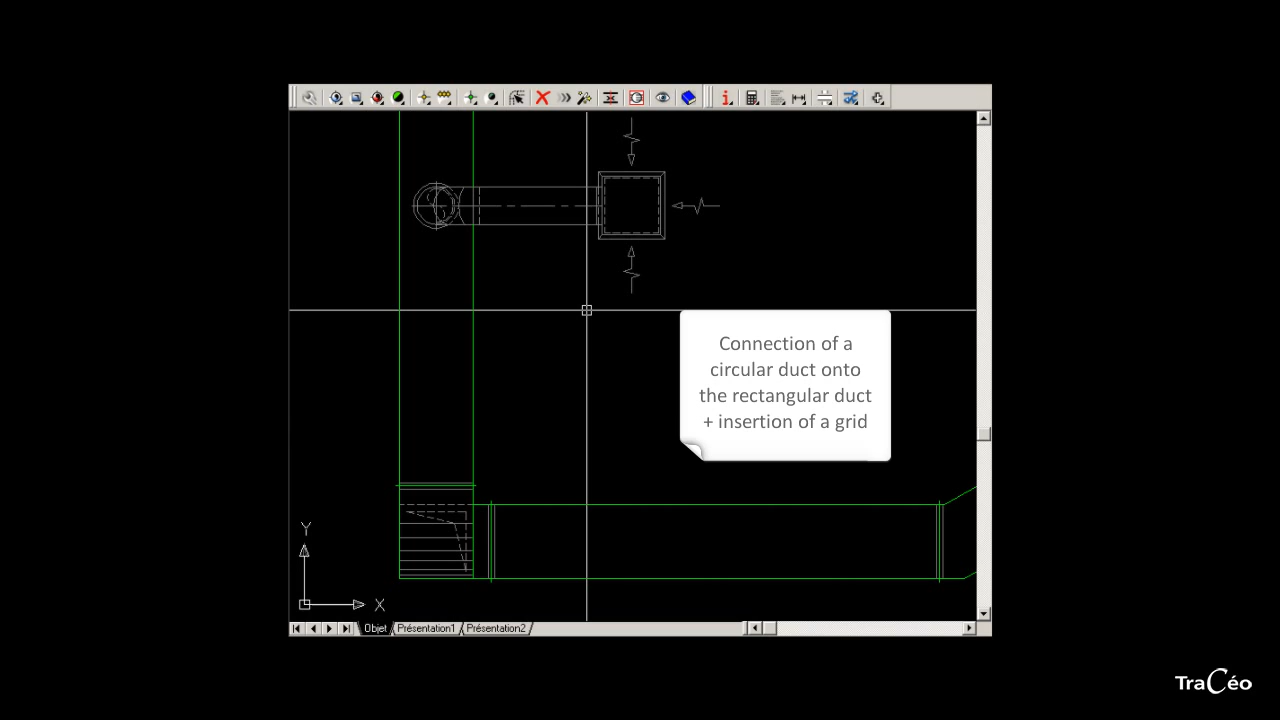 Connection of a
circular duct onto
the rectangular duct
+ insertion of a grid
Y
X
Objet
Présentation1
Présentation2
TraCéo